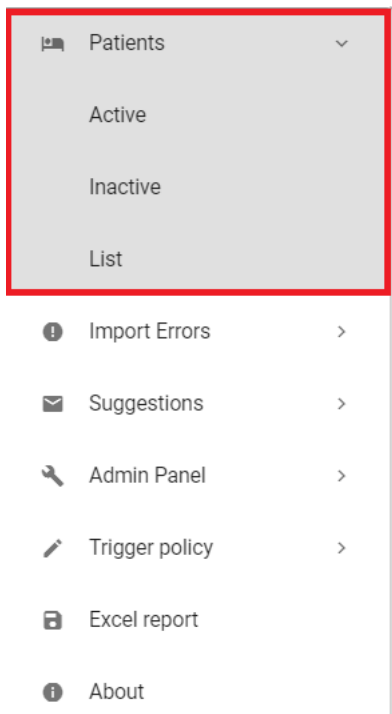 Patients
Active
Inactive
List
Import Errors
Suggestions
Admin Panel
Trigger policy
Excel report
About